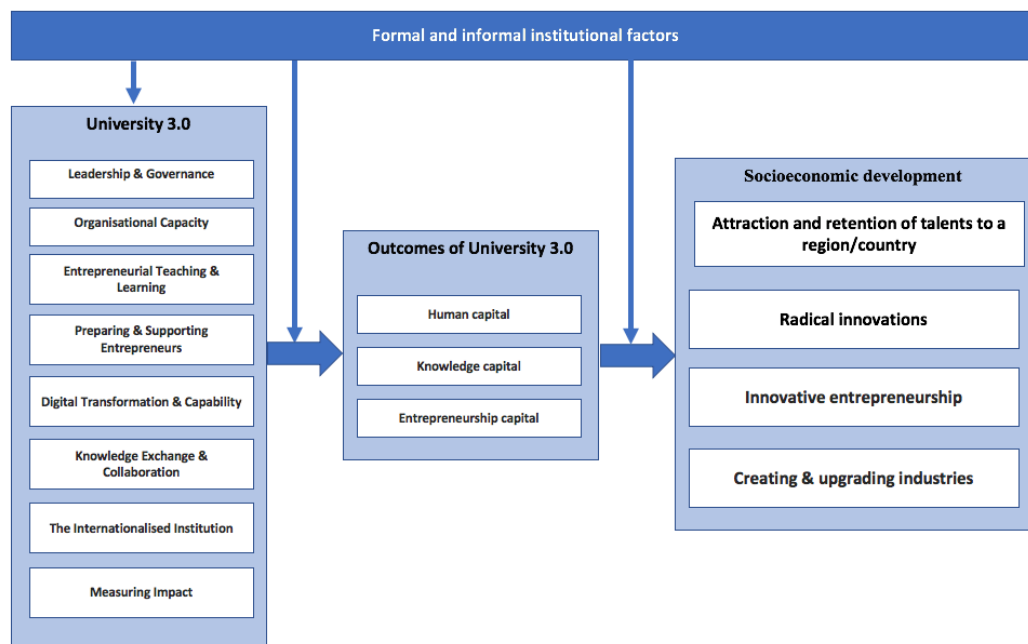 Formal and informal institutional factors
University 3.0
Leadership & Governance
Organisational Capacity
Entrepreneurial Teaching &
Learning
Preparing & Supporting
Entrepreneurs
Digital Transformation & Capability
Knowledge Exchange &
Collaboration
The Internationalised Institution
Measuring Impact
Outcomes of University 3.0
Human capital
Knowledge capital
Entrepreneurship capital
Socioeconomic development
Attraction and retention of talents to a
region/country
Radical innovations
Innovative entrepreneurship
Creating & upgrading industries